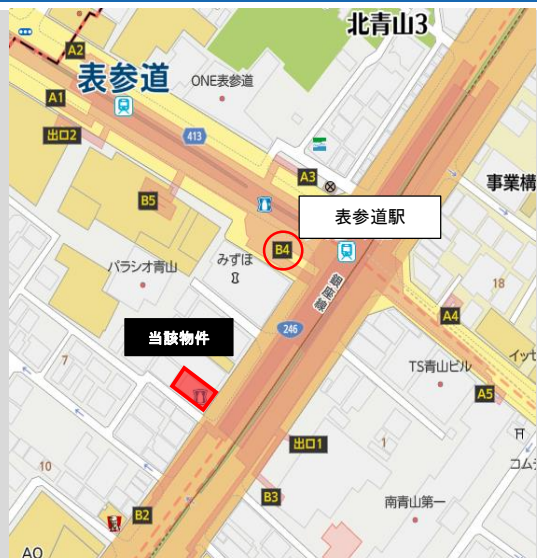 北青山3
A2
表参道
ONE表参道
A1
出口2
413
A3
事業構
B5
表参道駅
B4
みずほ
パラシオ青山
銀座線
18
246
A4
当該物件
イッセ
7
TS青山ビル
A5
出口1
1
コムデ
10
B3
南青山第一
B2
AO